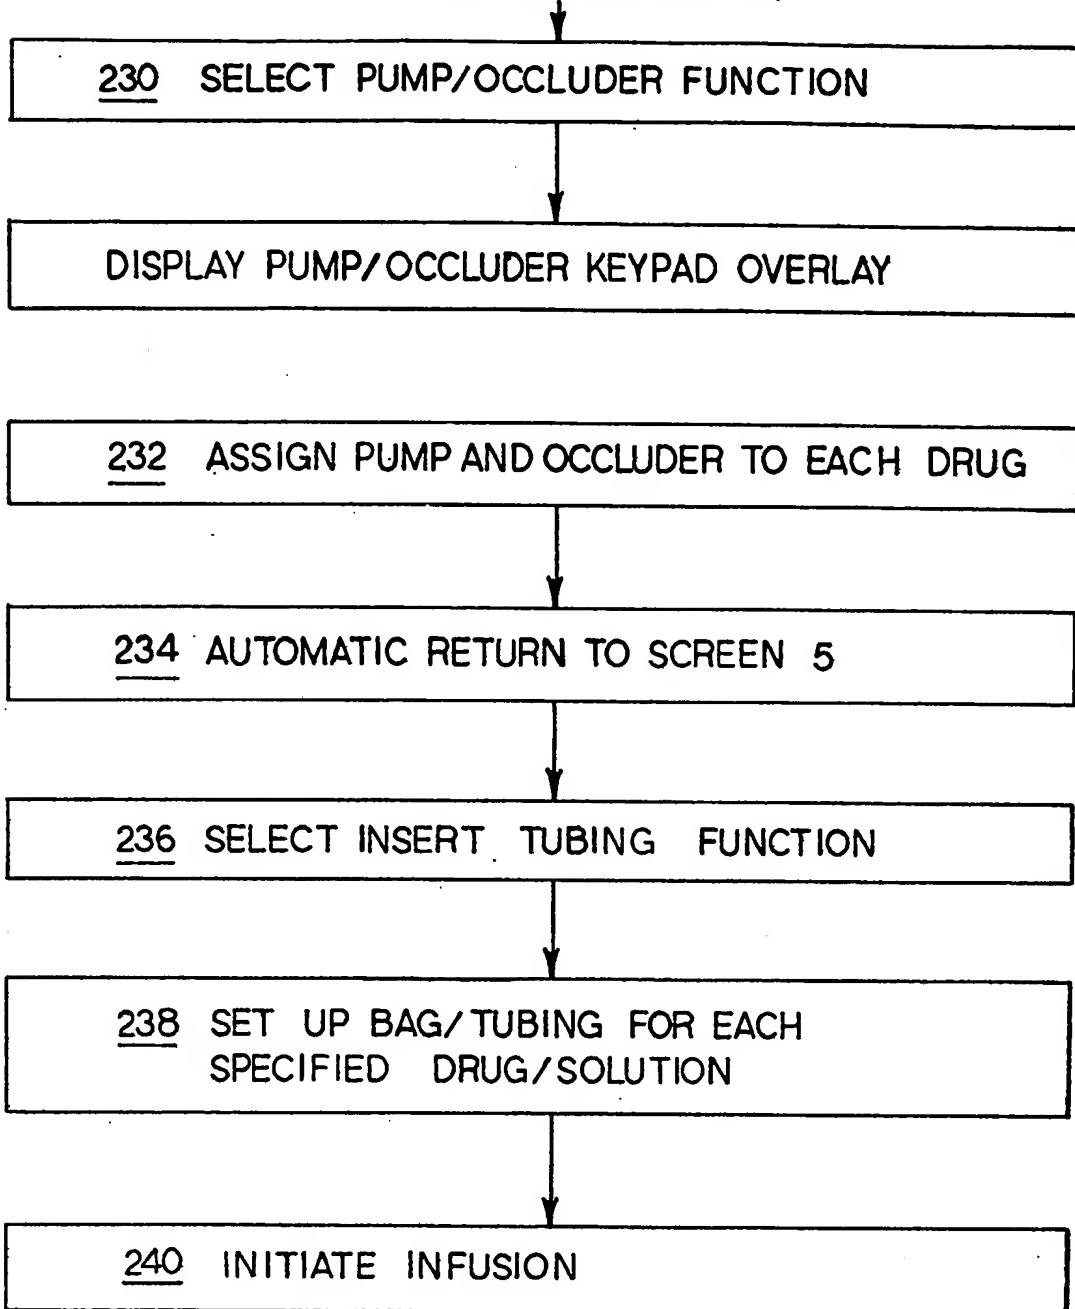 230 SELECT PUMP/OCCLUDER FUNCTION
DISPLAY PUMP/OCCLUDER KEYPAD OVERLAY
232 ASSIGN PUMP AND OCCLUDER TO EACH DRUG
234 AUTOMATIC RETURN TO SCREEN 5
236 SELECT INSERT TUBING FUNCTION
238 SET UP BAG/TUBING FOR EACH
SPECIFIED DRUG/SOLUTION
240 INITIATE INFUSION